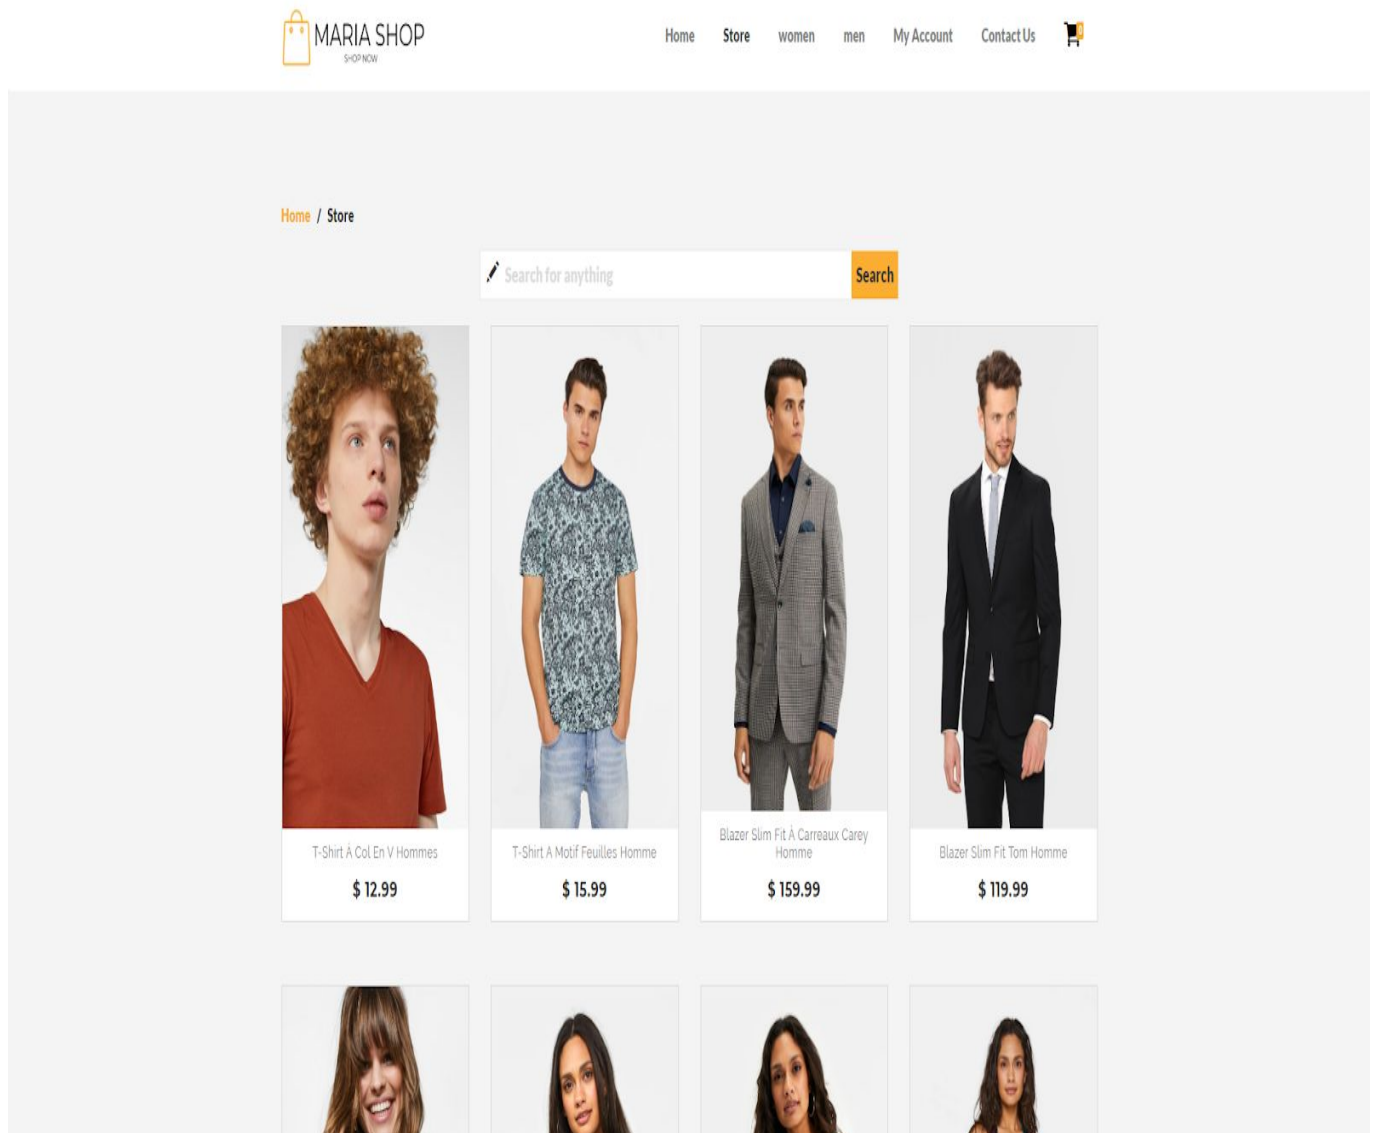 MARIA SHOP
SHOP NOW
Home Store women men My Account Contact Us 0
Home / Store
Search for anything Search
T-Shirt À Col En V Hommes
$ 12.99
T-Shirt A Motif Feuilles Homme
$ 15.99
Blazer Slim Fit À Carreaux Carey
Homme
$ 159.99
Blazer Slim Fit Tom Homme
$ 119.99